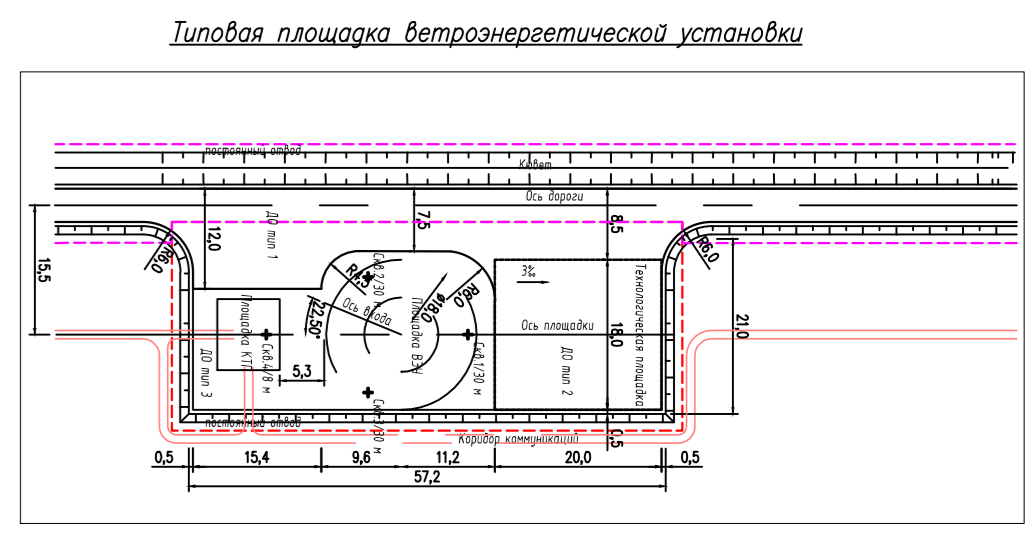 Типовая площадка ветроэнергетической установки
постоянный отвод
Кювет
Ось дороги
ДО тип 1
12,0
7,5
8,5
15,5
R6,0
R6,0
R4,5
R6,0
ø18,0
22,50°
Ось входа
Скв.2/30 м
Площадка ВЭУ
3‰
Технологическая площадка
Ось площадки
18,0
21,0
Площадка КТП
Скв.4/8 м
ДО тип 3
5,3
Скв.1/30 м
ДО тип 2
Скв.3/30 м
постоянный отвод
Коридор коммуникаций
0,5
0,5
15,4
9,6
11,2
20,0
0,5
57,2